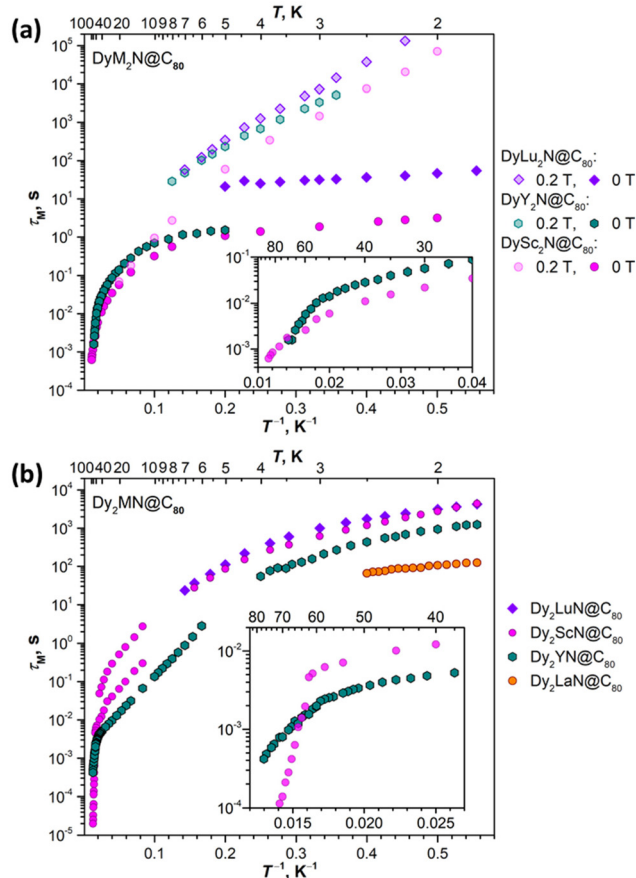 (a)
T, K
100 40 20 10 9 8 7 6 5 4 3 2
DyM2N@C80
10^5
10^4
10^3
10^2
10^1
10^0
10^-1
10^-2
10^-3
10^-4
τM, s
DyLu2N@C80:
0.2 T, 0 T
DyY2N@C80:
0.2 T, 0 T
DySc2N@C80:
0.2 T, 0 T
80 70 60 50 40 30
10^-1
10^-2
10^-3
0.01 0.02 0.03 0.04
0.1 0.2 0.3 0.4 0.5
T^-1, K^-1
(b)
T, K
100 40 20 10 9 8 7 6 5 4 3 2
Dy2MN@C80
10^4
10^3
10^2
10^1
10^0
10^-1
10^-2
10^-3
10^-4
10^-5
τM, s
Dy2LuN@C80
Dy2ScN@C80
Dy2YN@C80
Dy2LaN@C80
80 70 60 50 40
10^-2
10^-3
10^-4
0.015 0.020 0.025
0.1 0.2 0.3 0.4 0.5
T^-1, K^-1